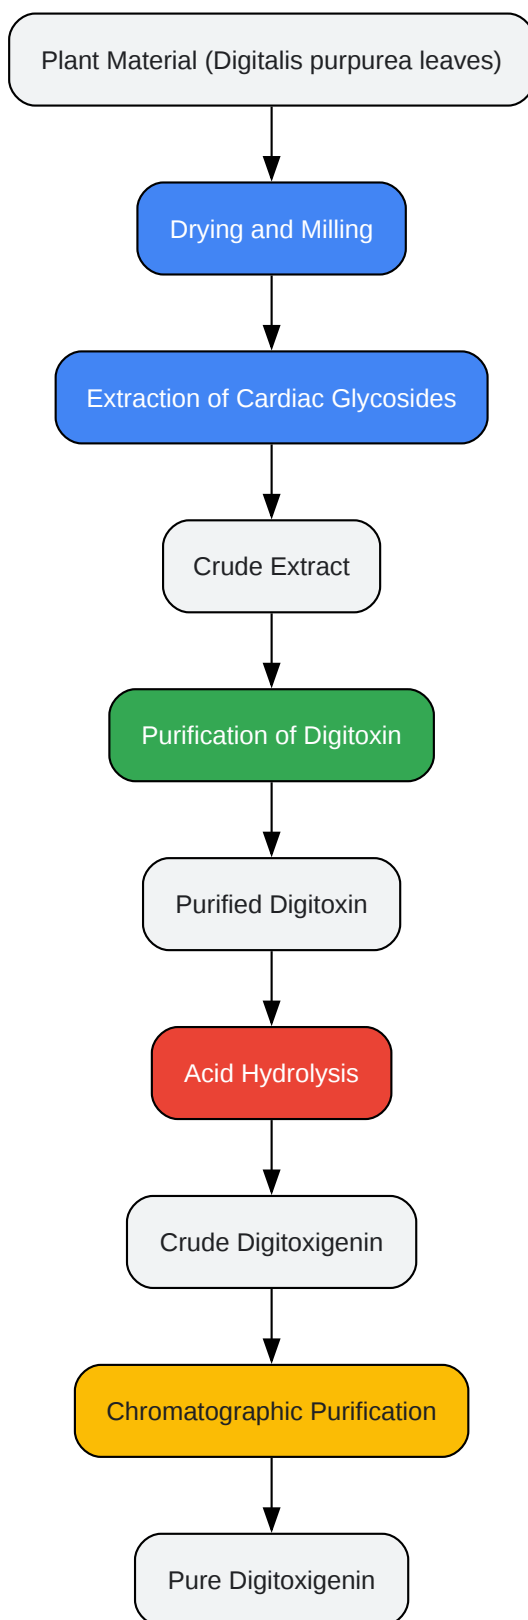 Plant Material (Digitalis purpurea leaves)
Drying and Milling
Extraction of Cardiac Glycosides
Crude Extract
Purification of Digitoxin
Purified Digitoxin
Acid Hydrolysis
Crude Digitoxigenin
Chromatographic Purification
Pure Digitoxigenin